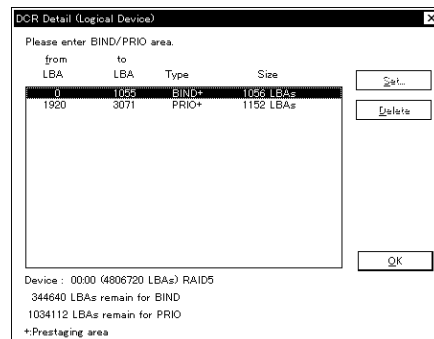 DCR Detail (Logical Device)
Please enter BIND/PRIO area.
from to
LBA LBA Type Size
0 1055 BIND+ 1056 LBAs
1920 3071 PRIO+ 1152 LBAs
Set...
Delete
OK
Device : 00:00 (4806720 LBAs) RAID5
344640 LBAs remain for BIND
1034112 LBAs remain for PRIO
+:Prestaging area